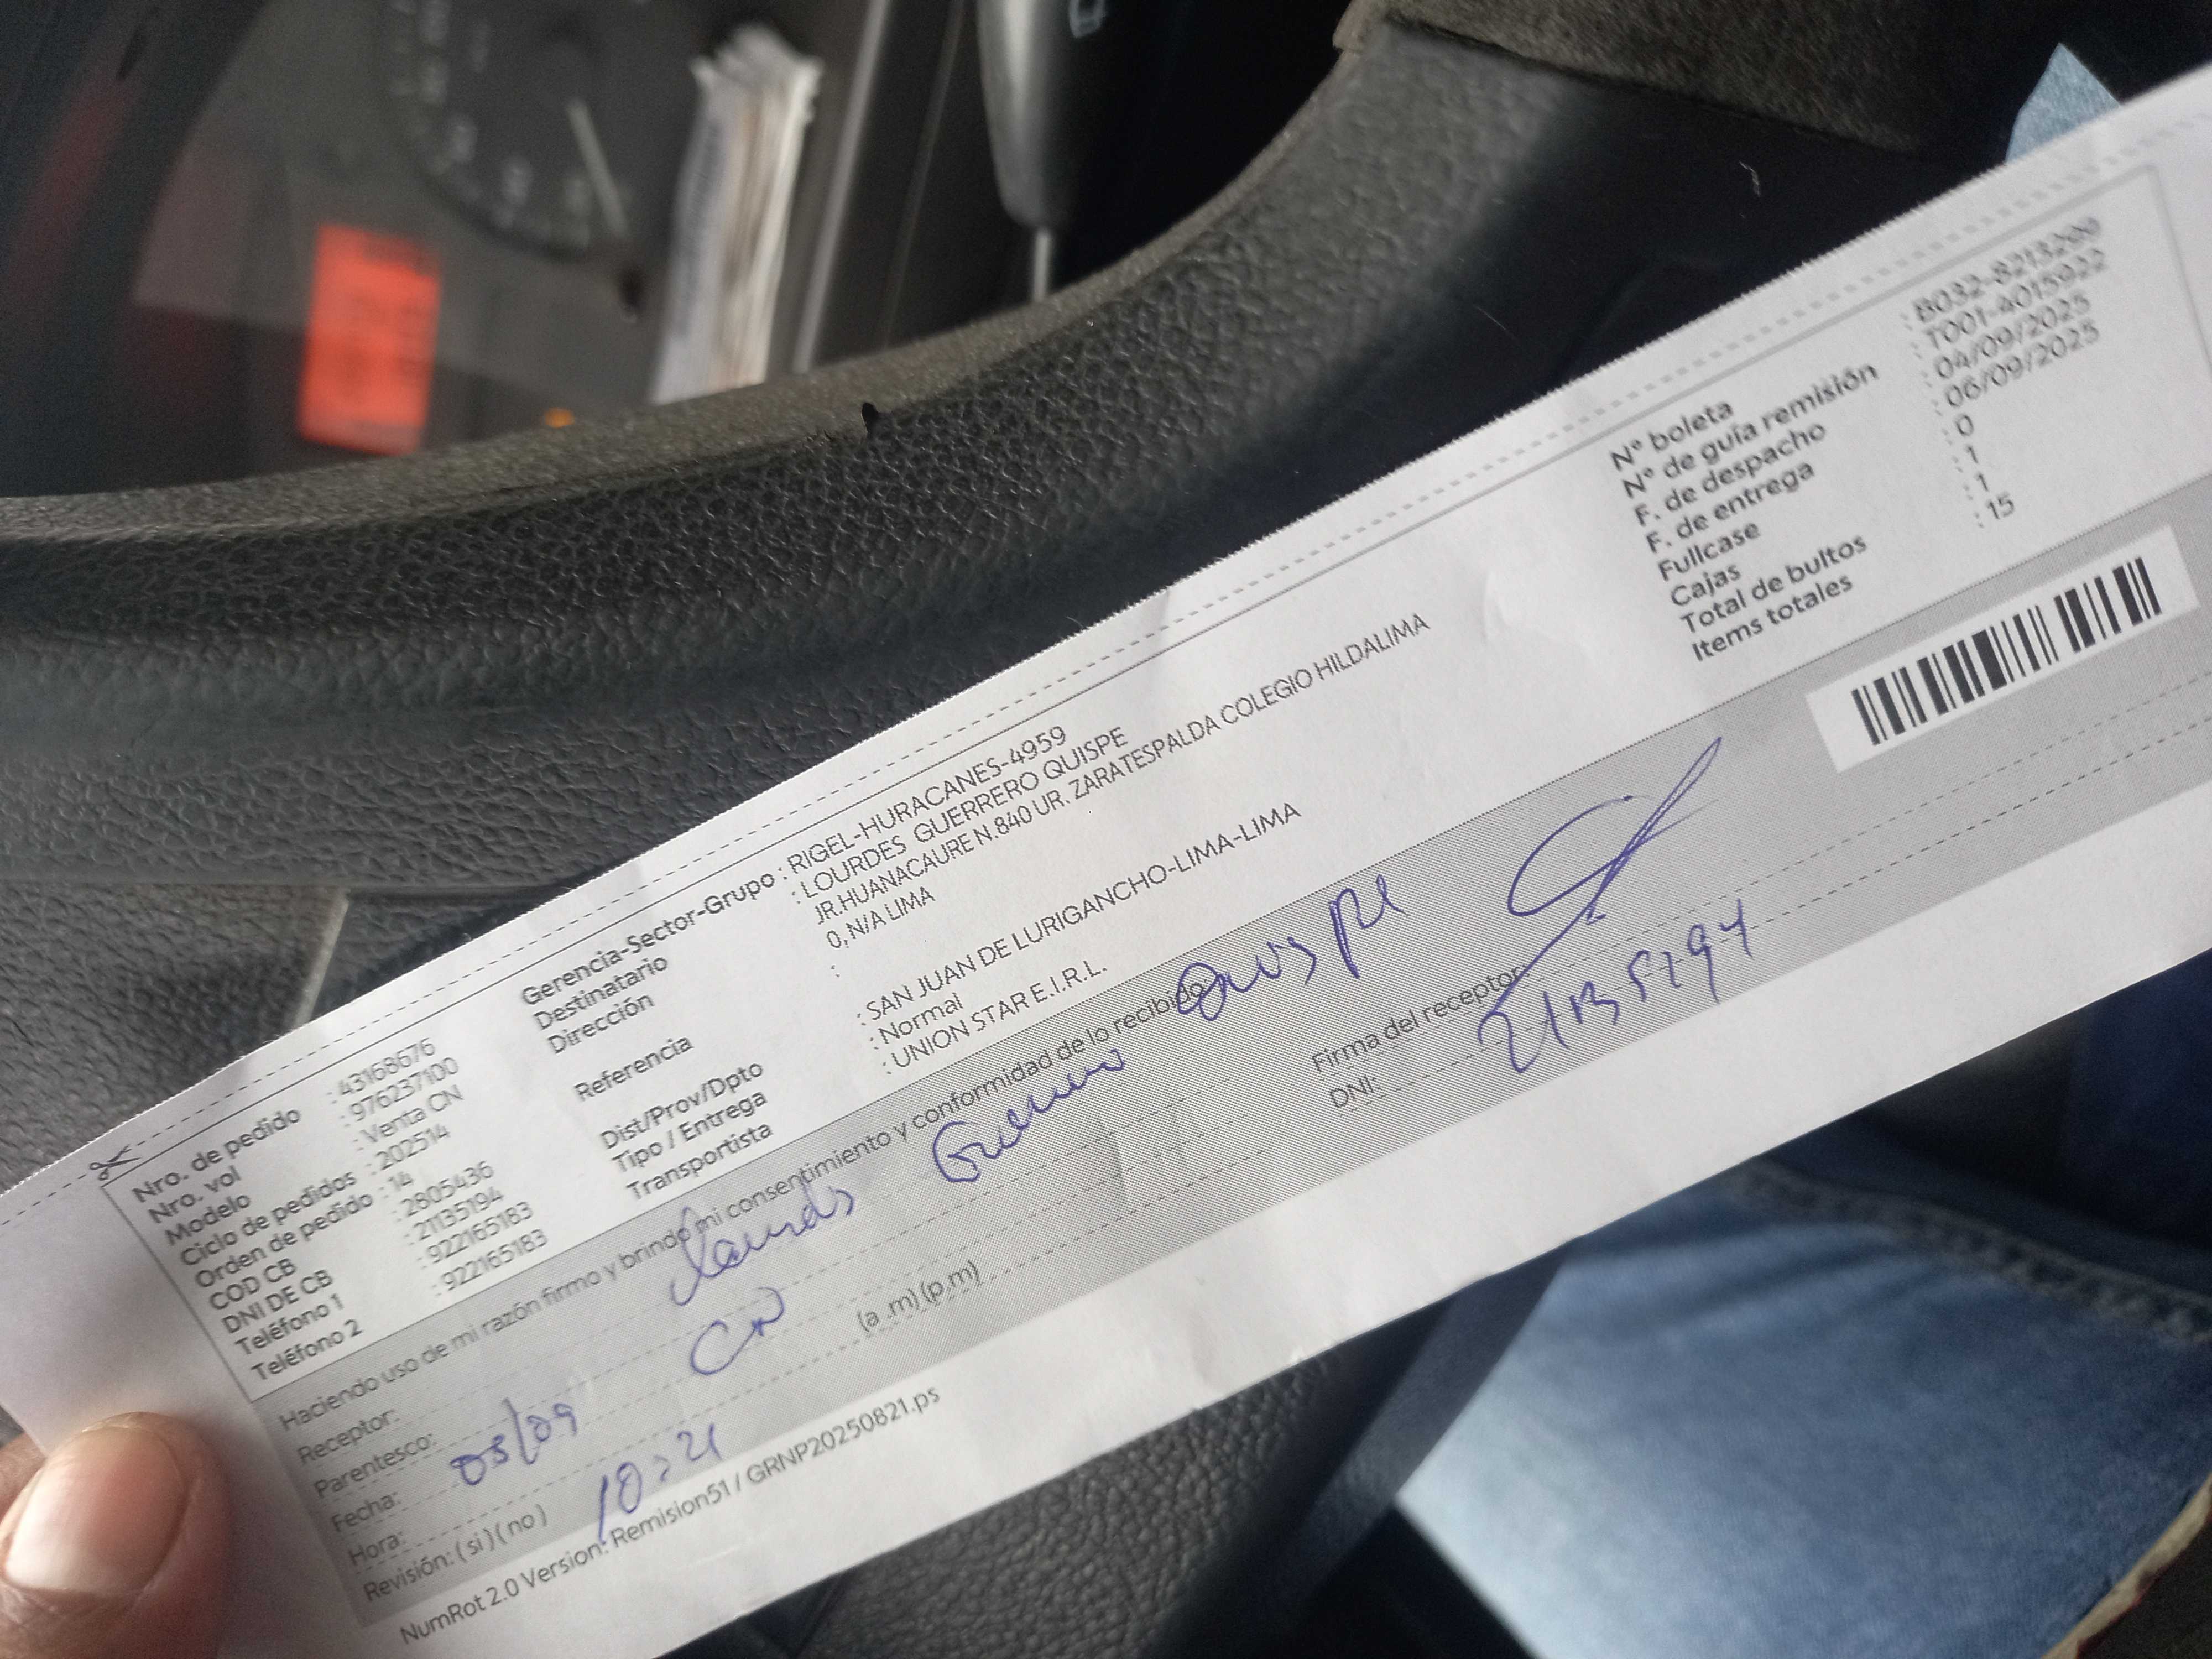 Nro. de pedido : 43168676
Nro. vol : 976237100
Modelo : Venta CN
Ciclo de pedidos : 202514
Orden de pedido : 14
COD CB : 2805436
DNI DE CB : 21135194
Teléfono 1 : 922165183
Teléfono 2 : 922165183
Gerencia-Sector-Grupo : RIGEL-HURACANES-4959
Destinatario : LOURDES GUERRERO QUISPE
Dirección JR.HUANACAURE N.840 UR. ZARATESPALDA COLEGIO HILDALIMA
0, N/A LIMA
Referencia :
Dist/Prov/Dpto : SAN JUAN DE LURIGANCHO-LIMA-LIMA
Tipo / Entrega : Normal
Transportista : UNION STAR E.I.R.L.
N° boleta : B032-8213200
N° de guía remisión : T001-4015922
F. de despacho : 04/09/2025
F. de entrega : 06/09/2025
Fullcase : 0
Cajas : 1
Total de bultos : 1
Items totales : 15
Haciendo uso de mi razón firmo y brindo mi consentimiento y conformidad de lo recibido
Receptor: Lourdes Guerrero Quispe
Parentesco: CN
Fecha: 05/09
Hora: 10:21 (a .m) (p.m)
Revisión: ( si ) ( no )
Firma del receptor:
DNI: 21135194
NumRot 2.0 Version: Remision51 / GRNP20250821.ps